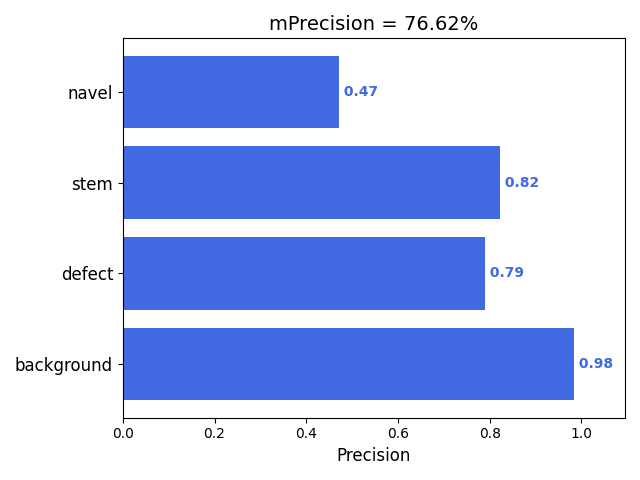 mPrecision = 76.62%
navel
0.47
stem
0.82
defect
0.79
background
0.98
0.0 0.2 0.4 0.6 0.8 1.0
Precision